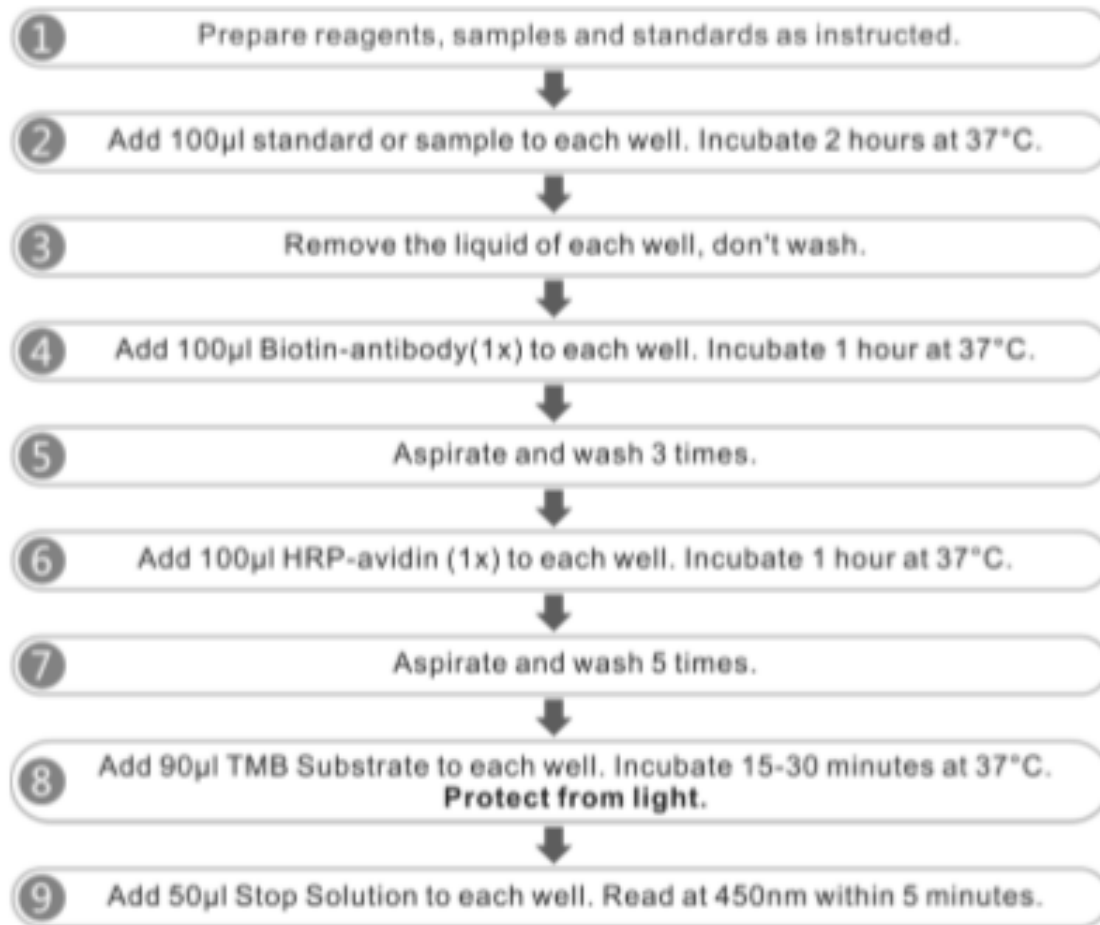 1 Prepare reagents, samples and standards as instructed.
2 Add 100µl standard or sample to each well. Incubate 2 hours at 37°C.
3 Remove the liquid of each well, don't wash.
4 Add 100µl Biotin-antibody(1x) to each well. Incubate 1 hour at 37°C.
5 Aspirate and wash 3 times.
6 Add 100µl HRP-avidin (1x) to each well. Incubate 1 hour at 37°C.
7 Aspirate and wash 5 times.
8 Add 90µl TMB Substrate to each well. Incubate 15-30 minutes at 37°C.
Protect from light.
9 Add 50µl Stop Solution to each well. Read at 450nm within 5 minutes.